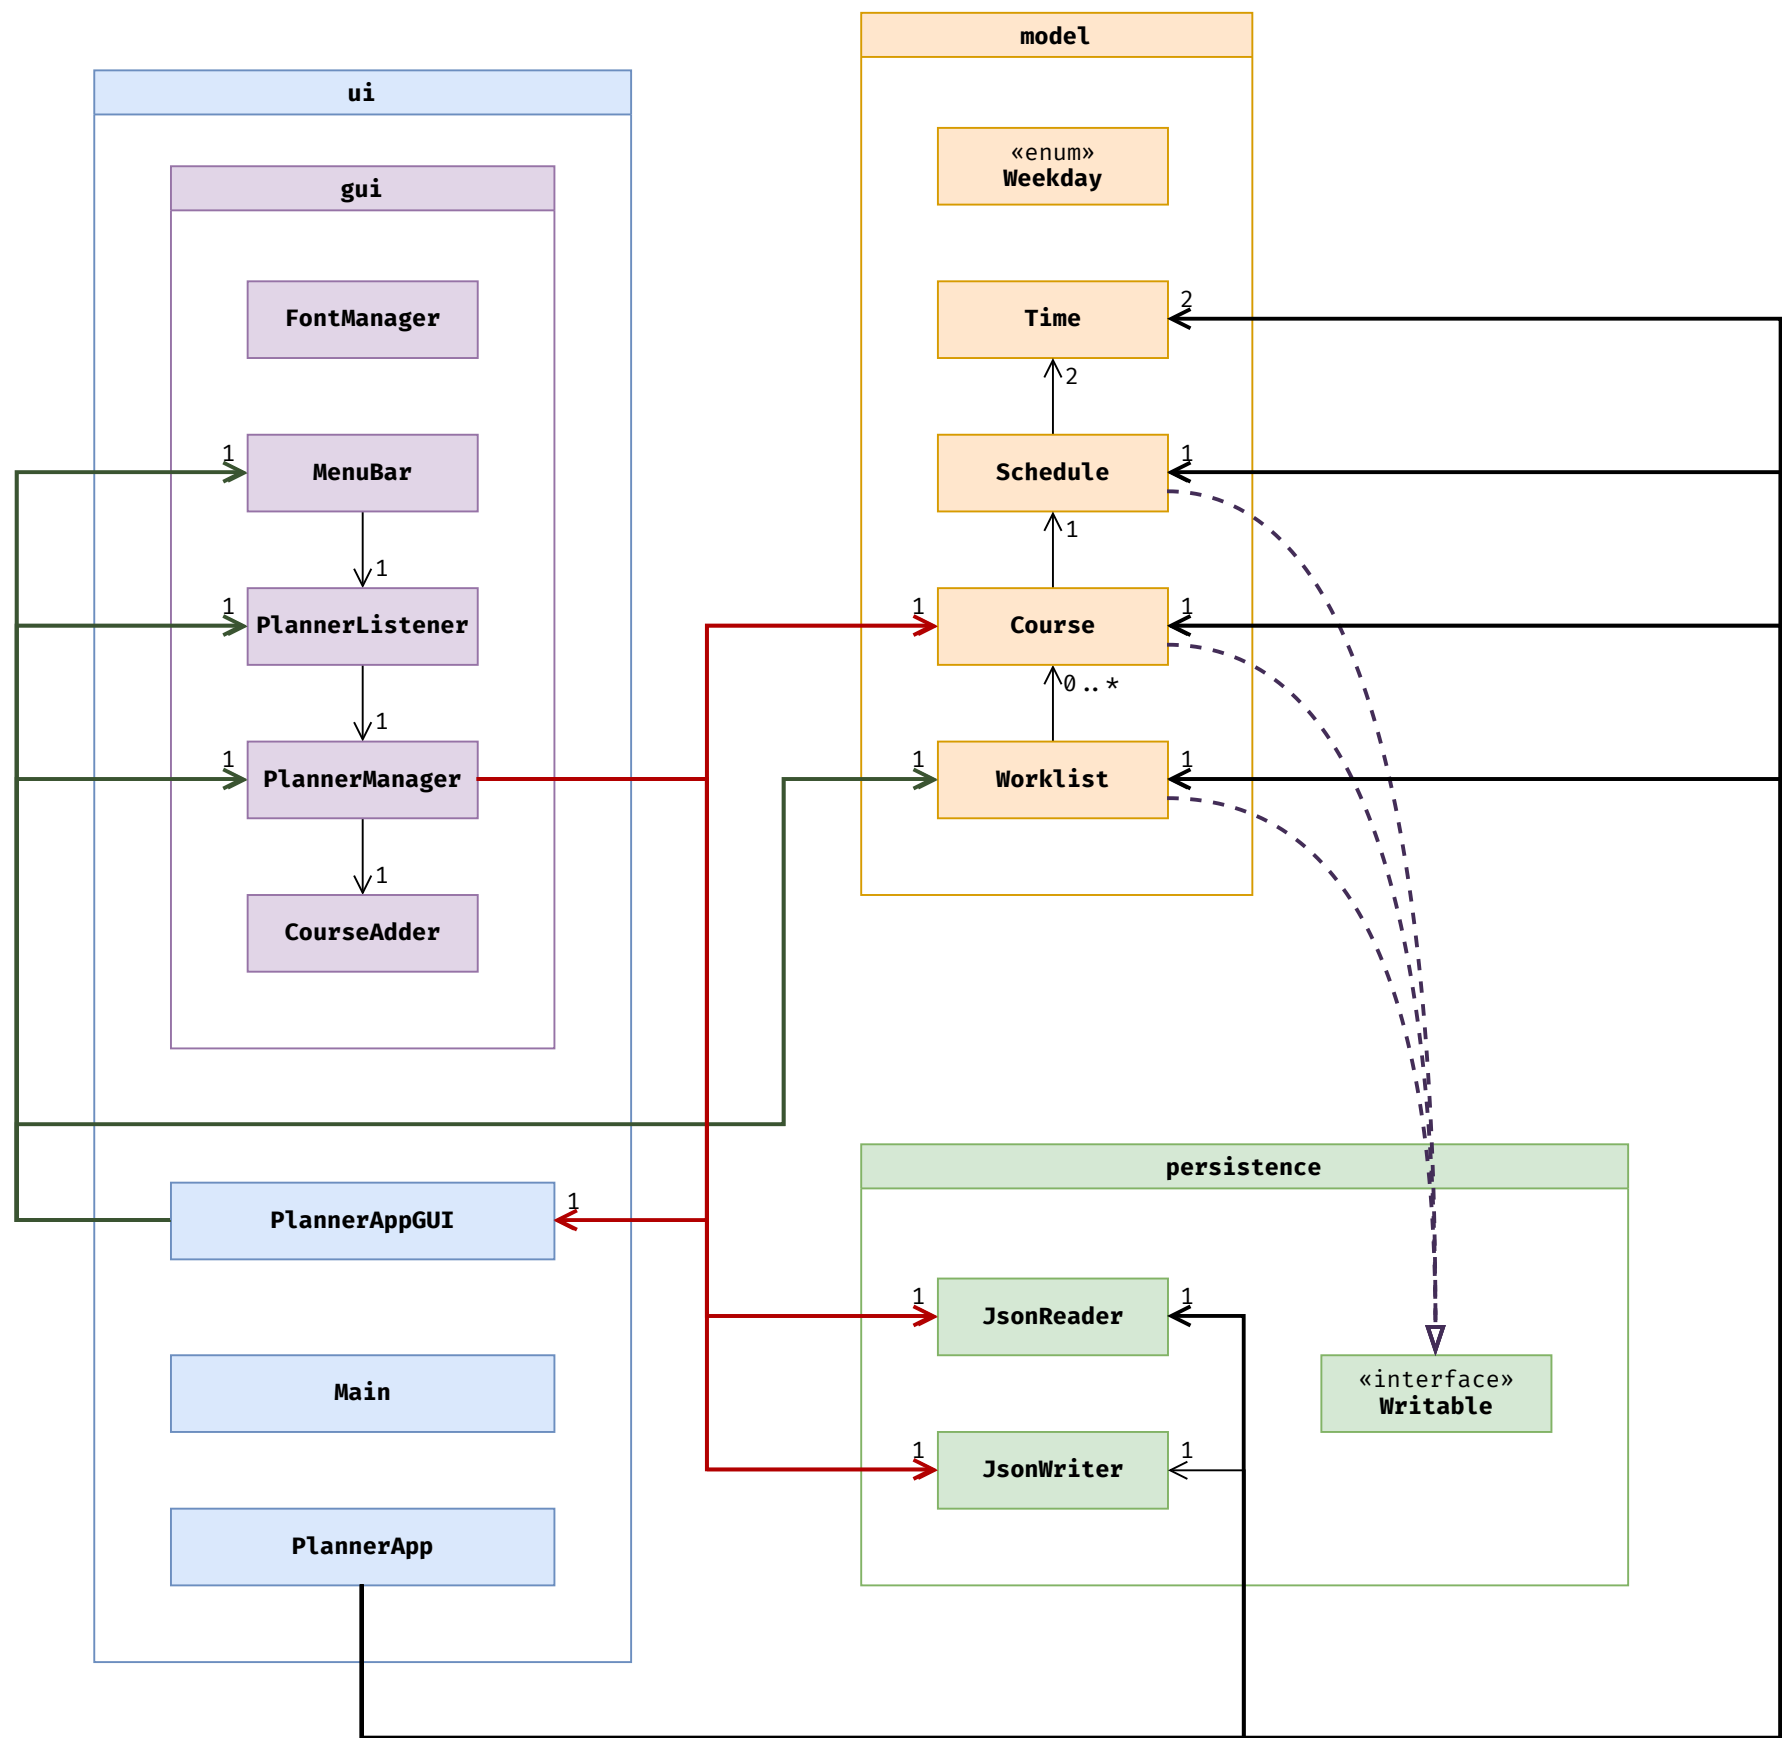 model
ui
«enum»
Weekday
gui
FontManager
Time
2
2
1
MenuBar
Schedule
1
1
1
1
PlannerListener
1
Course
1
1
0..*
1
PlannerManager
1
Worklist
1
1
CourseAdder
persistence
1
PlannerAppGUI
1
JsonReader
1
Main
«interface»
Writable
1
JsonWriter
1
PlannerApp